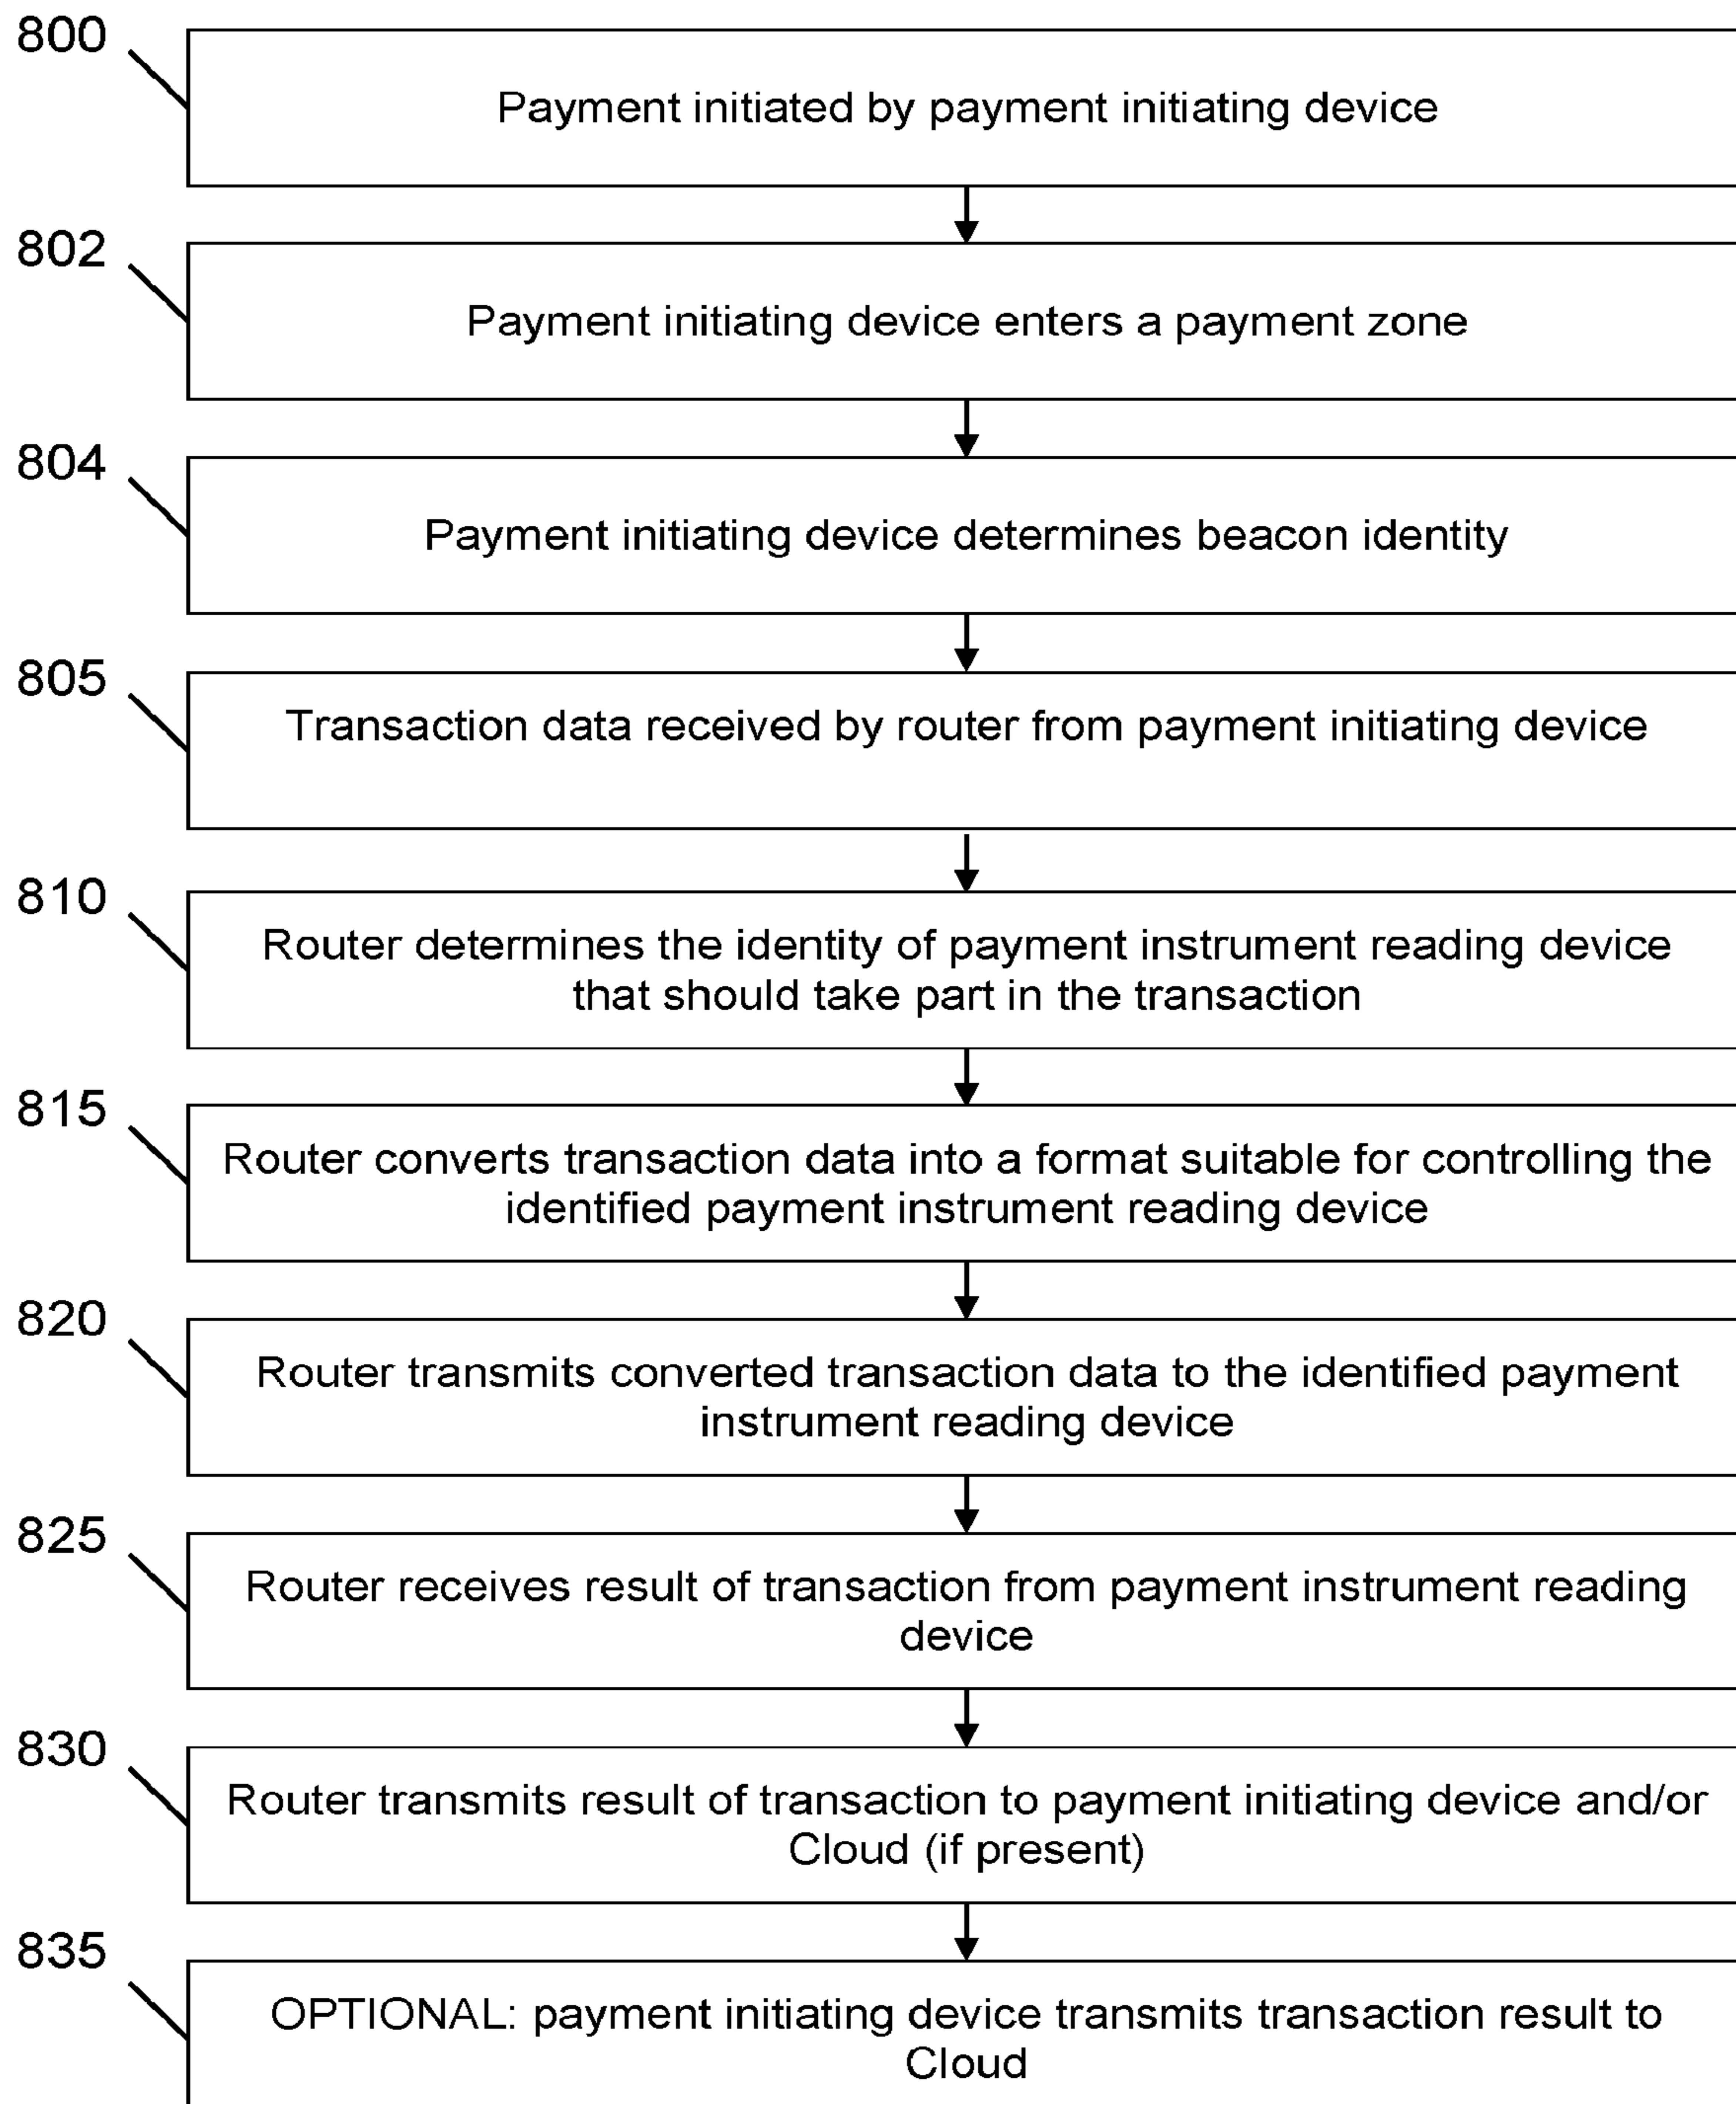 800
Payment initiated by payment initiating device
802
Payment initiating device enters a payment zone
804
Payment initiating device determines beacon identity
805
Transaction data received by router from payment initiating device
810
Router determines the identity of payment instrument reading device
that should take part in the transaction
815
Router converts transaction data into a format suitable for controlling the
identified payment instrument reading device
820
Router transmits converted transaction data to the identified payment
instrument reading device
825
Router receives result of transaction from payment instrument reading
device
830
Router transmits result of transaction to payment initiating device and/or
Cloud (if present)
835
OPTIONAL: payment initiating device transmits transaction result to
Cloud